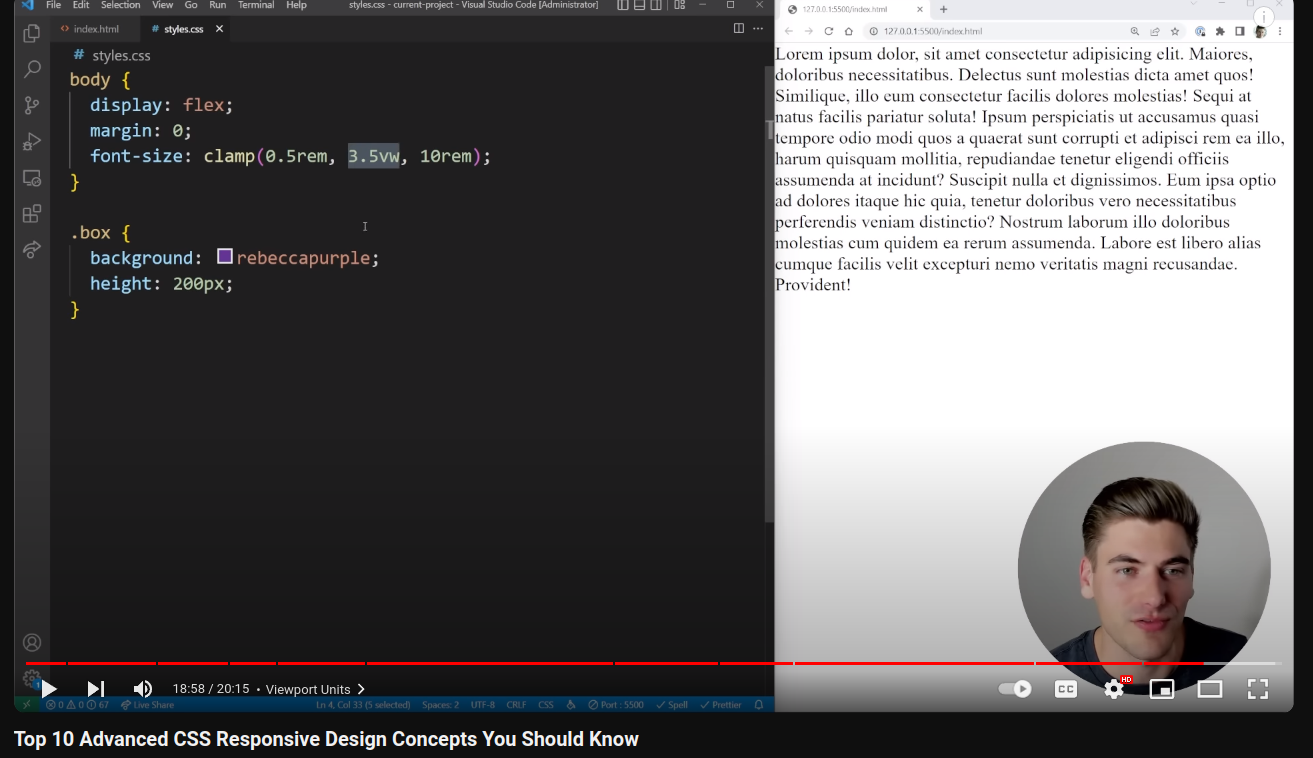 File Edit Selection View Go Run Terminal Help styles.css - current-project - Visual Studio Code [Administrator]
index.html # styles.css
# styles.css
body {
display: flex;
margin: 0;
font-size: clamp(0.5rem, 3.5vw, 10rem);
}
.box {
background: rebeccapurple;
height: 200px;
}
127.0.0.1:5500/index.html
127.0.0.1:5500/index.html
Lorem ipsum dolor, sit amet consectetur adipisicing elit. Maiores,
doloribus necessitatibus. Delectus sunt molestias dicta amet quos!
Similique, illo eum consectetur facilis dolores molestias! Sequi at
natus facilis pariatur soluta! Ipsum perspiciatis ut accusamus quasi
tempore odio modi quos a quaerat sunt corrupti et adipisci rem ea illo,
harum quisquam mollitia, repudiandae tenetur eligendi officiis
assumenda at incidunt? Suscipit nulla et dignissimos. Eum ipsa optio
ad dolores itaque hic quia, tenetur doloribus vero necessitatibus
perferendis veniam distinctio? Nostrum laborum illo doloribus
molestias cum quidem ea rerum assumenda. Labore est libero alias
cumque facilis velit excepturi nemo veritatis magni recusandae.
Provident!
18:58 / 20:15 • Viewport Units
CC HD
0 0 67 Live Share Ln 4, Col 33 (5 selected) Spaces: 2 UTF-8 CRLF CSS Port : 5500 Spell Prettier
Top 10 Advanced CSS Responsive Design Concepts You Should Know